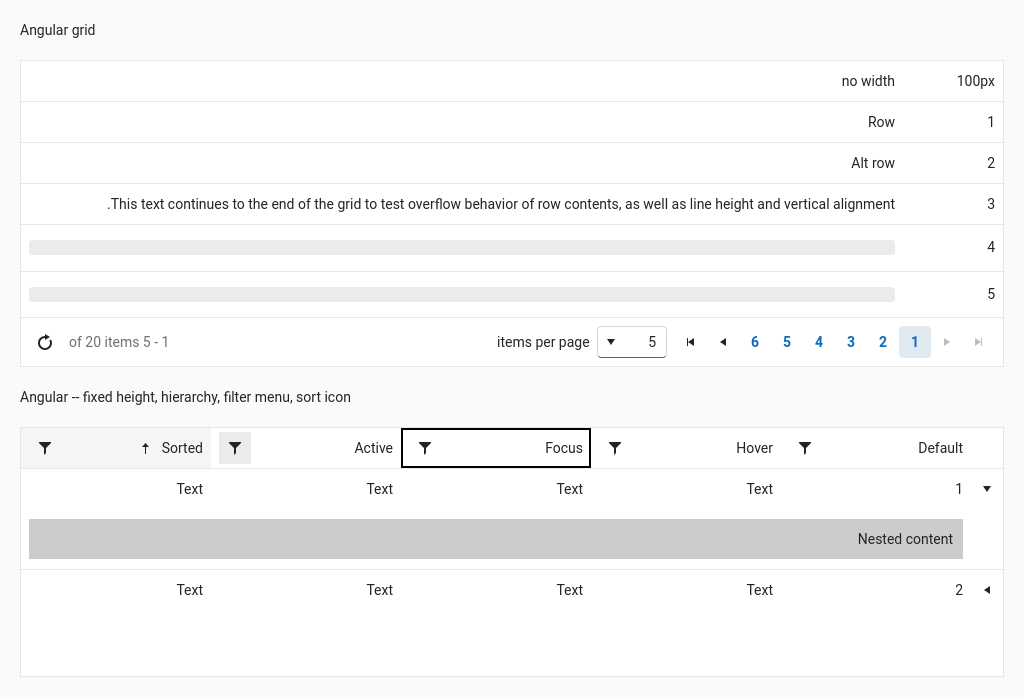 Angular grid
100px no width
1 Row
2 Alt row
3 This text continues to the end of the grid to test overflow behavior of row contents, as well as line height and vertical alignment.
4
5
1 2 3 4 5 6 5 items per page 1 - 5 of 20 items
Angular -- fixed height, hierarchy, filter menu, sort icon
Default Hover Focus Active Sorted
1 Text Text Text Text
Nested content
2 Text Text Text Text